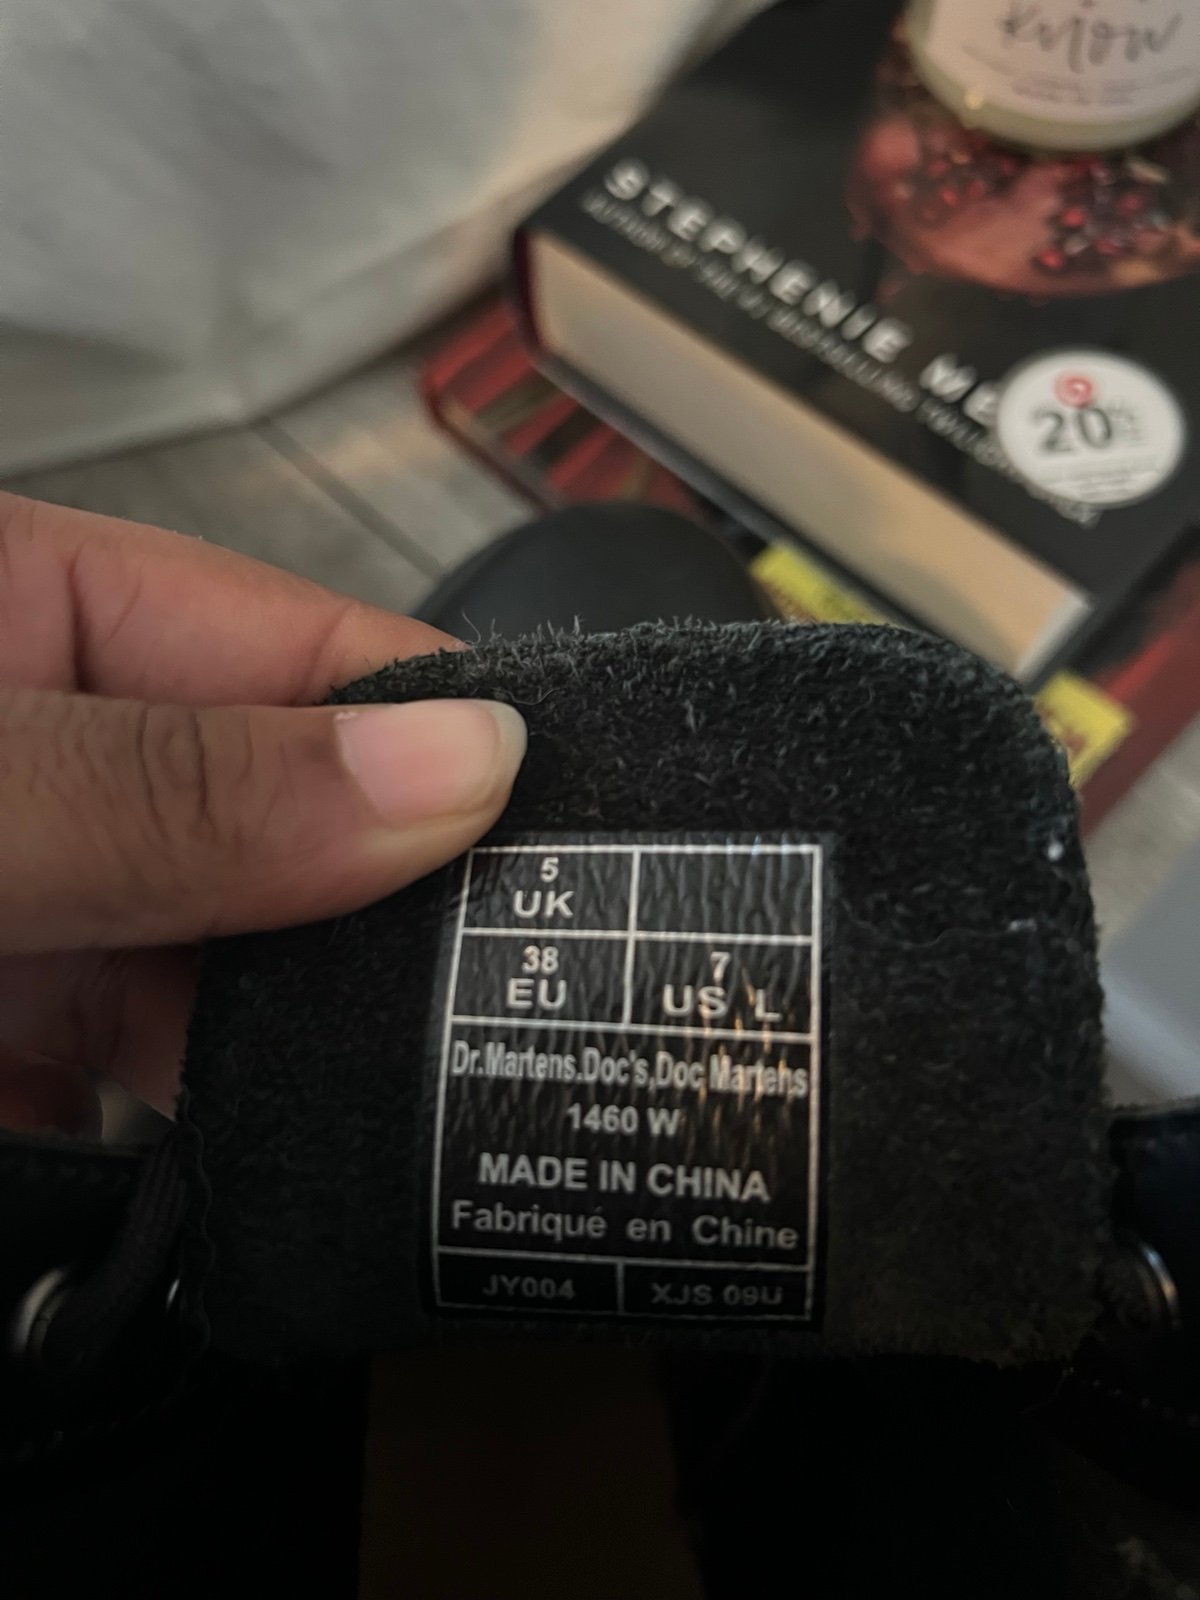 know
STEPHENIE ME
20%
5
UK
38
EU
7
US L
Dr.Martens.Doc's,Doc Martens
1460 W
MADE IN CHINA
Fabriqué en Chine
JY004
XJS 09U